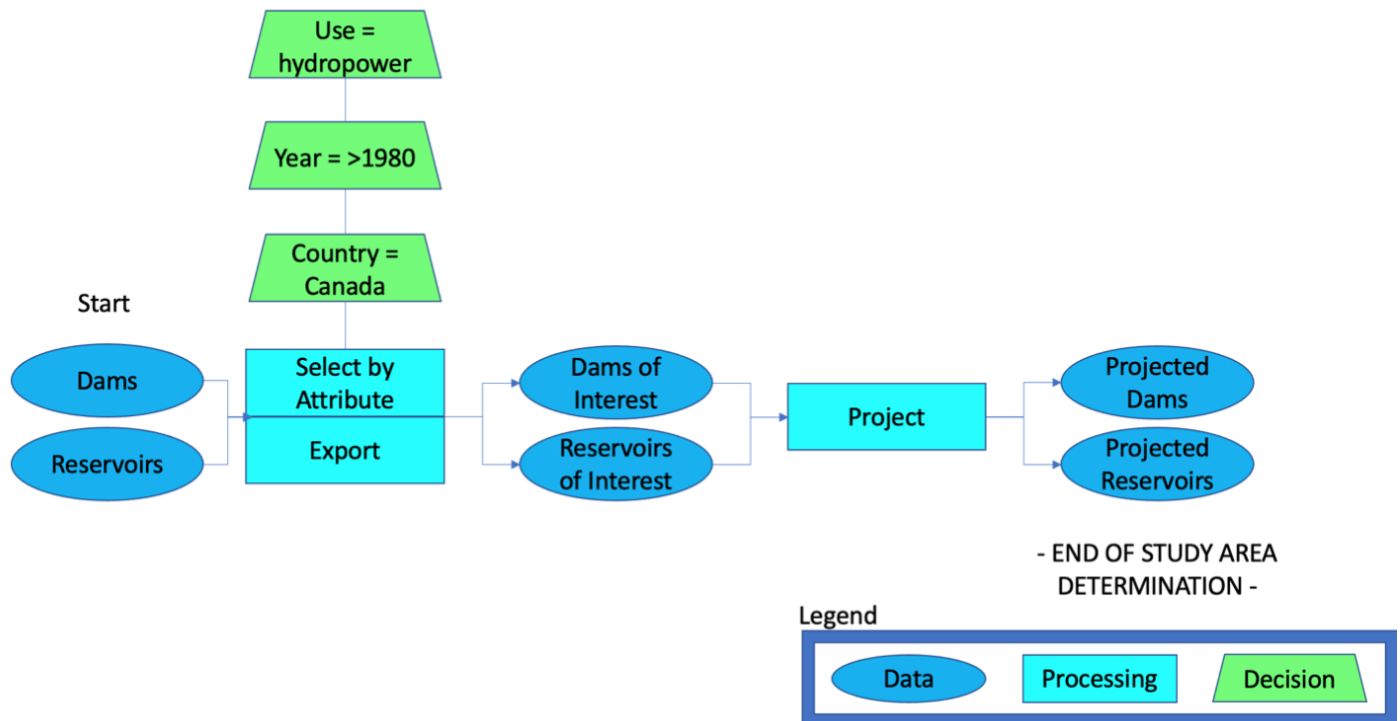 Use =
hydropower
Year = >1980
Country =
Canada
Start
Dams
Reservoirs
Select by
Attribute
Export
Dams of
Interest
Reservoirs
of Interest
Project
Projected
Dams
Projected
Reservoirs
- END OF STUDY AREA
DETERMINATION -
Legend
Data
Processing
Decision